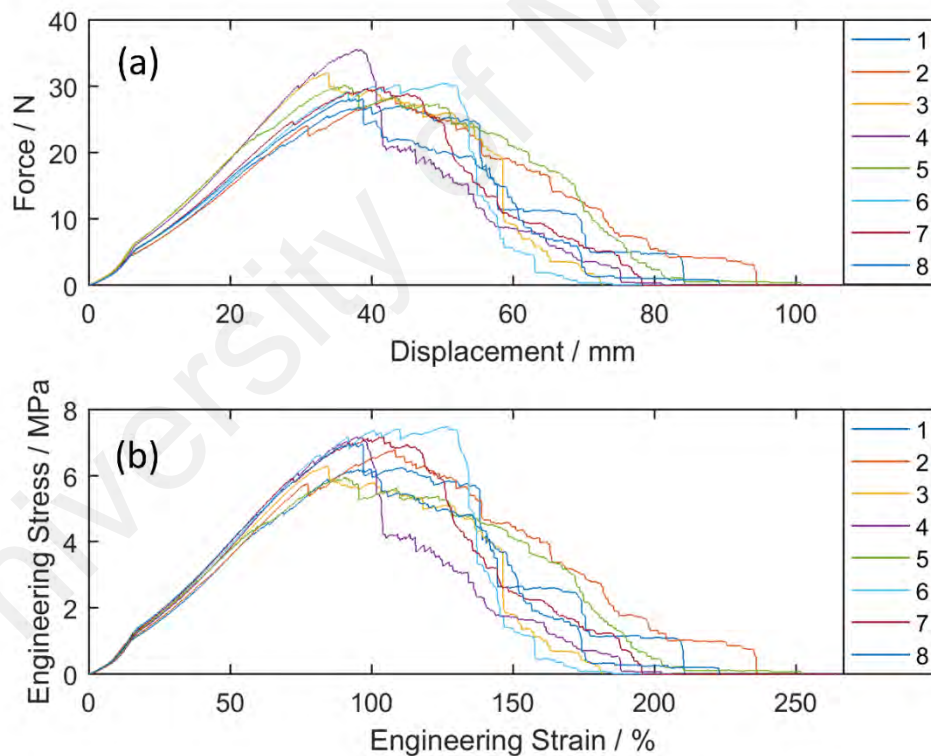 (a)
40
30
20
10
0
Force / N
0 20 40 60 80 100
Displacement / mm
1
2
3
4
5
6
7
8
(b)
8
6
4
2
0
Engineering Stress / MPa
0 50 100 150 200 250
Engineering Strain / %
1
2
3
4
5
6
7
8
University of M